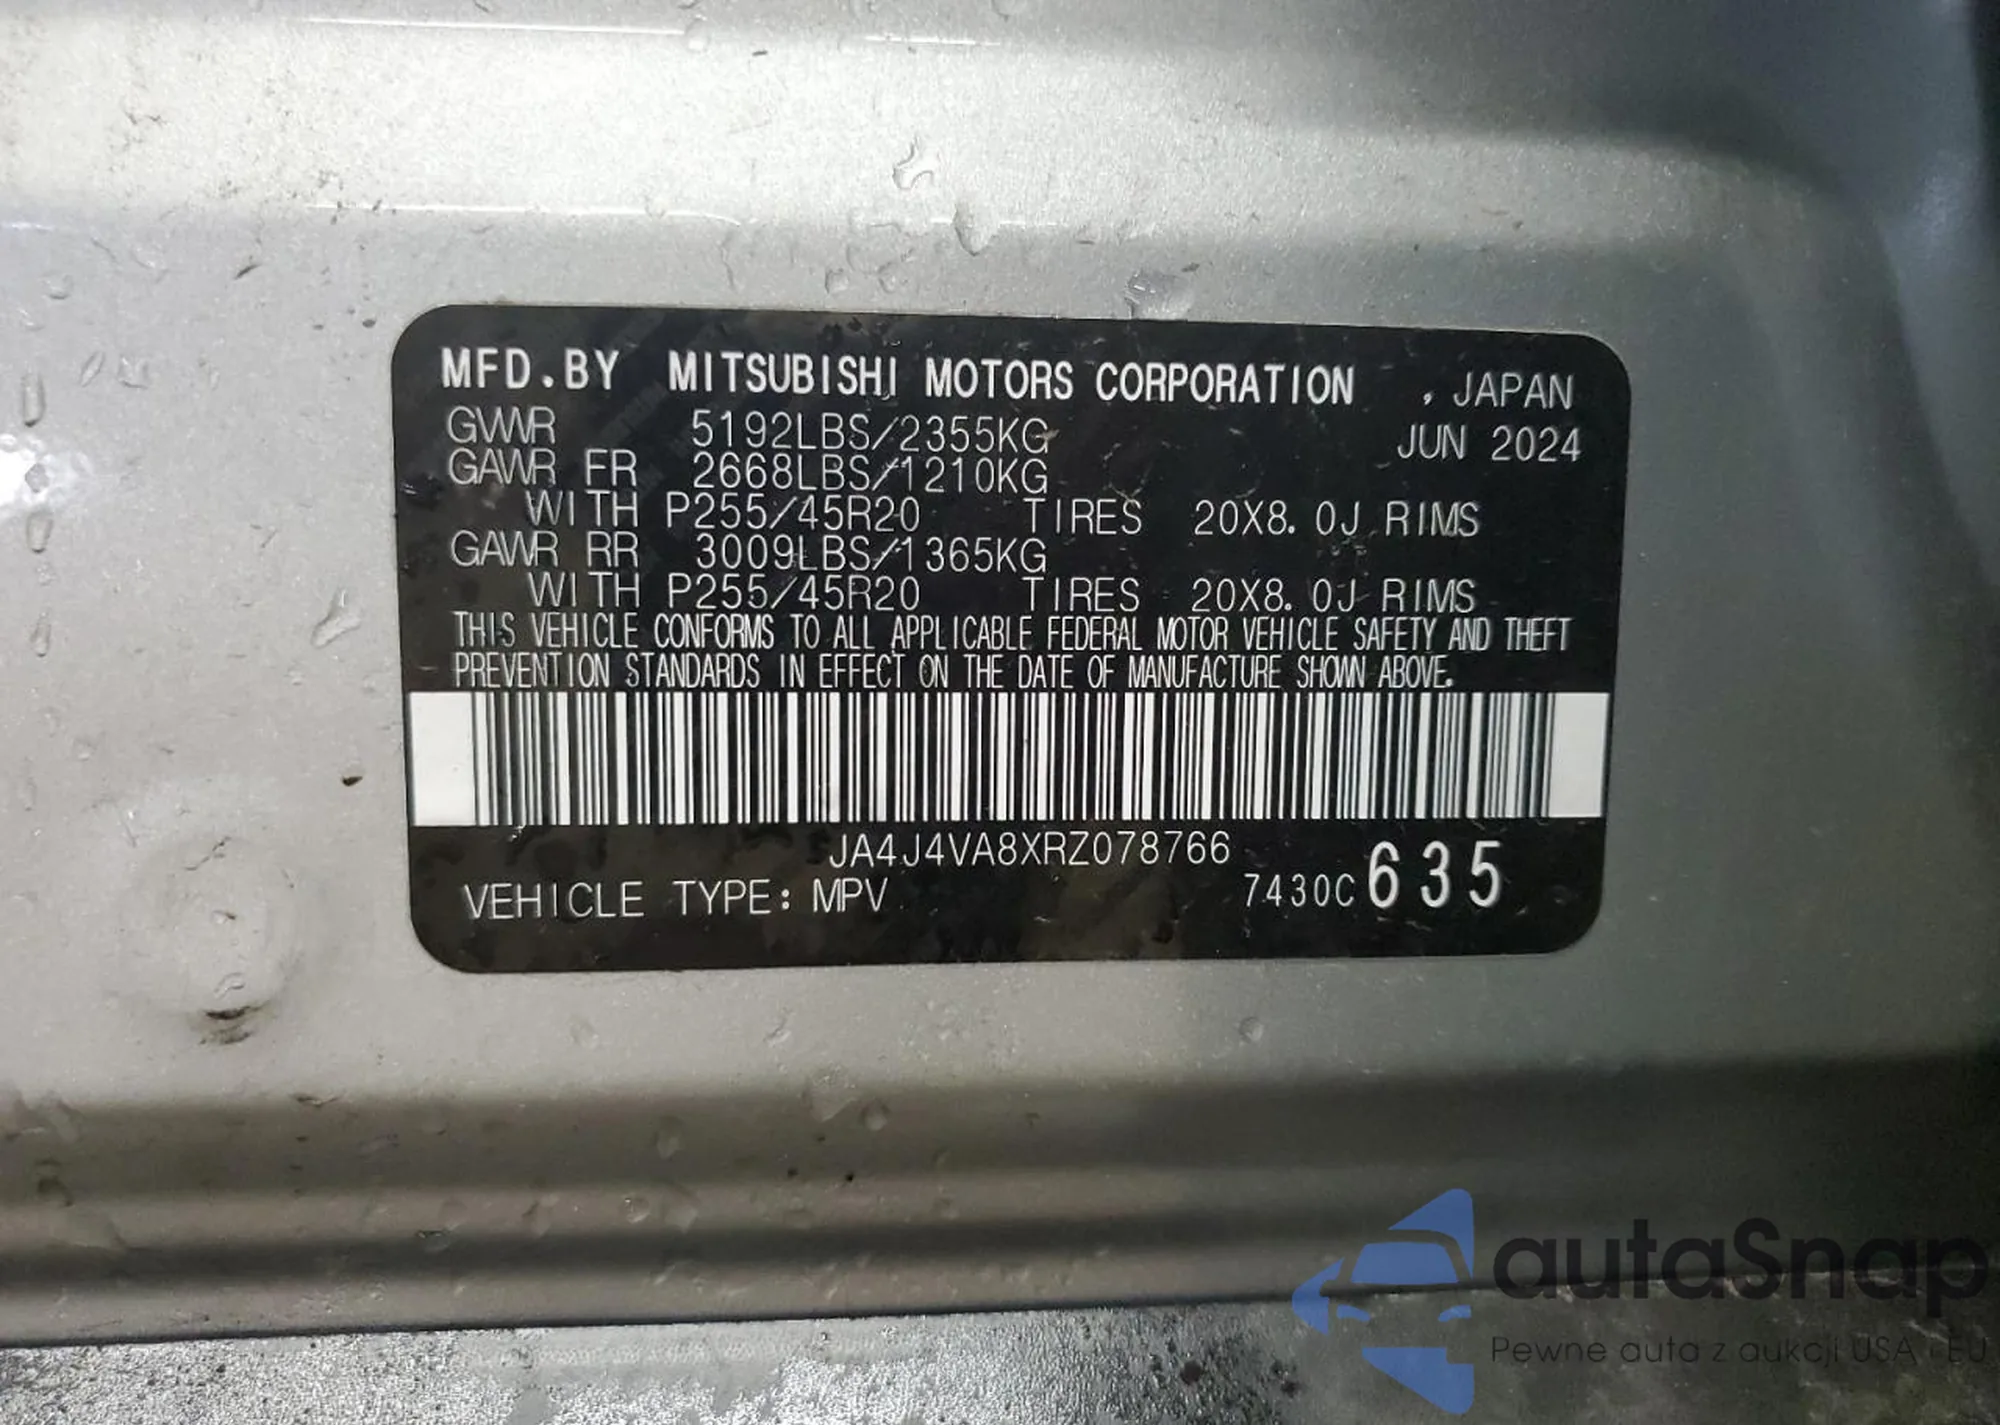 MFD.BY MITSUBISHI MOTORS CORPORATION , JAPAN
GVWR 5192LBS/2355KG JUN 2024
GAWR FR 2668LBS/1210KG
WITH P255/45R20 TIRES 20X8.0J RIMS
GAWR RR 3009LBS/1365KG
WITH P255/45R20 TIRES 20X8.0J RIMS
THIS VEHICLE CONFORMS TO ALL APPLICABLE FEDERAL MOTOR VEHICLE SAFETY AND THEFT
PREVENTION STANDARDS IN EFFECT ON THE DATE OF MANUFACTURE SHOWN ABOVE.
JA4J4VA8XRZ078766
VEHICLE TYPE: MPV 7430C 635
autaSnap
Pewne auta z aukcji USA i EU